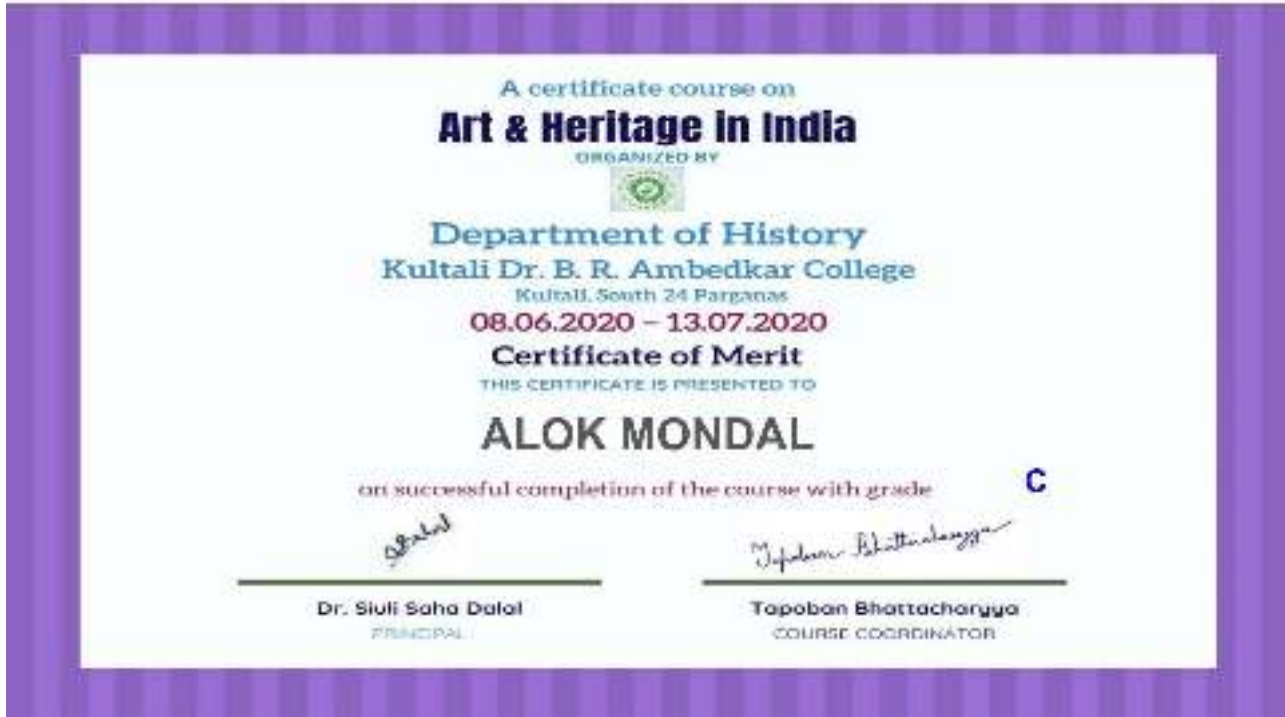 A certificate course on
Art & Heritage in India
ORGANIZED BY
Department of History
Kultali Dr. B. R. Ambedkar College
Kultali, South 24 Parganas
08.06.2020 – 13.07.2020
Certificate of Merit
THIS CERTIFICATE IS PRESENTED TO
ALOK MONDAL
on successful completion of the course with grade C
Tapoban Bhattacharyya
Dr. Siuli Saha Dalal Tapoban Bhattacharyya
PRINCIPAL COURSE COORDINATOR